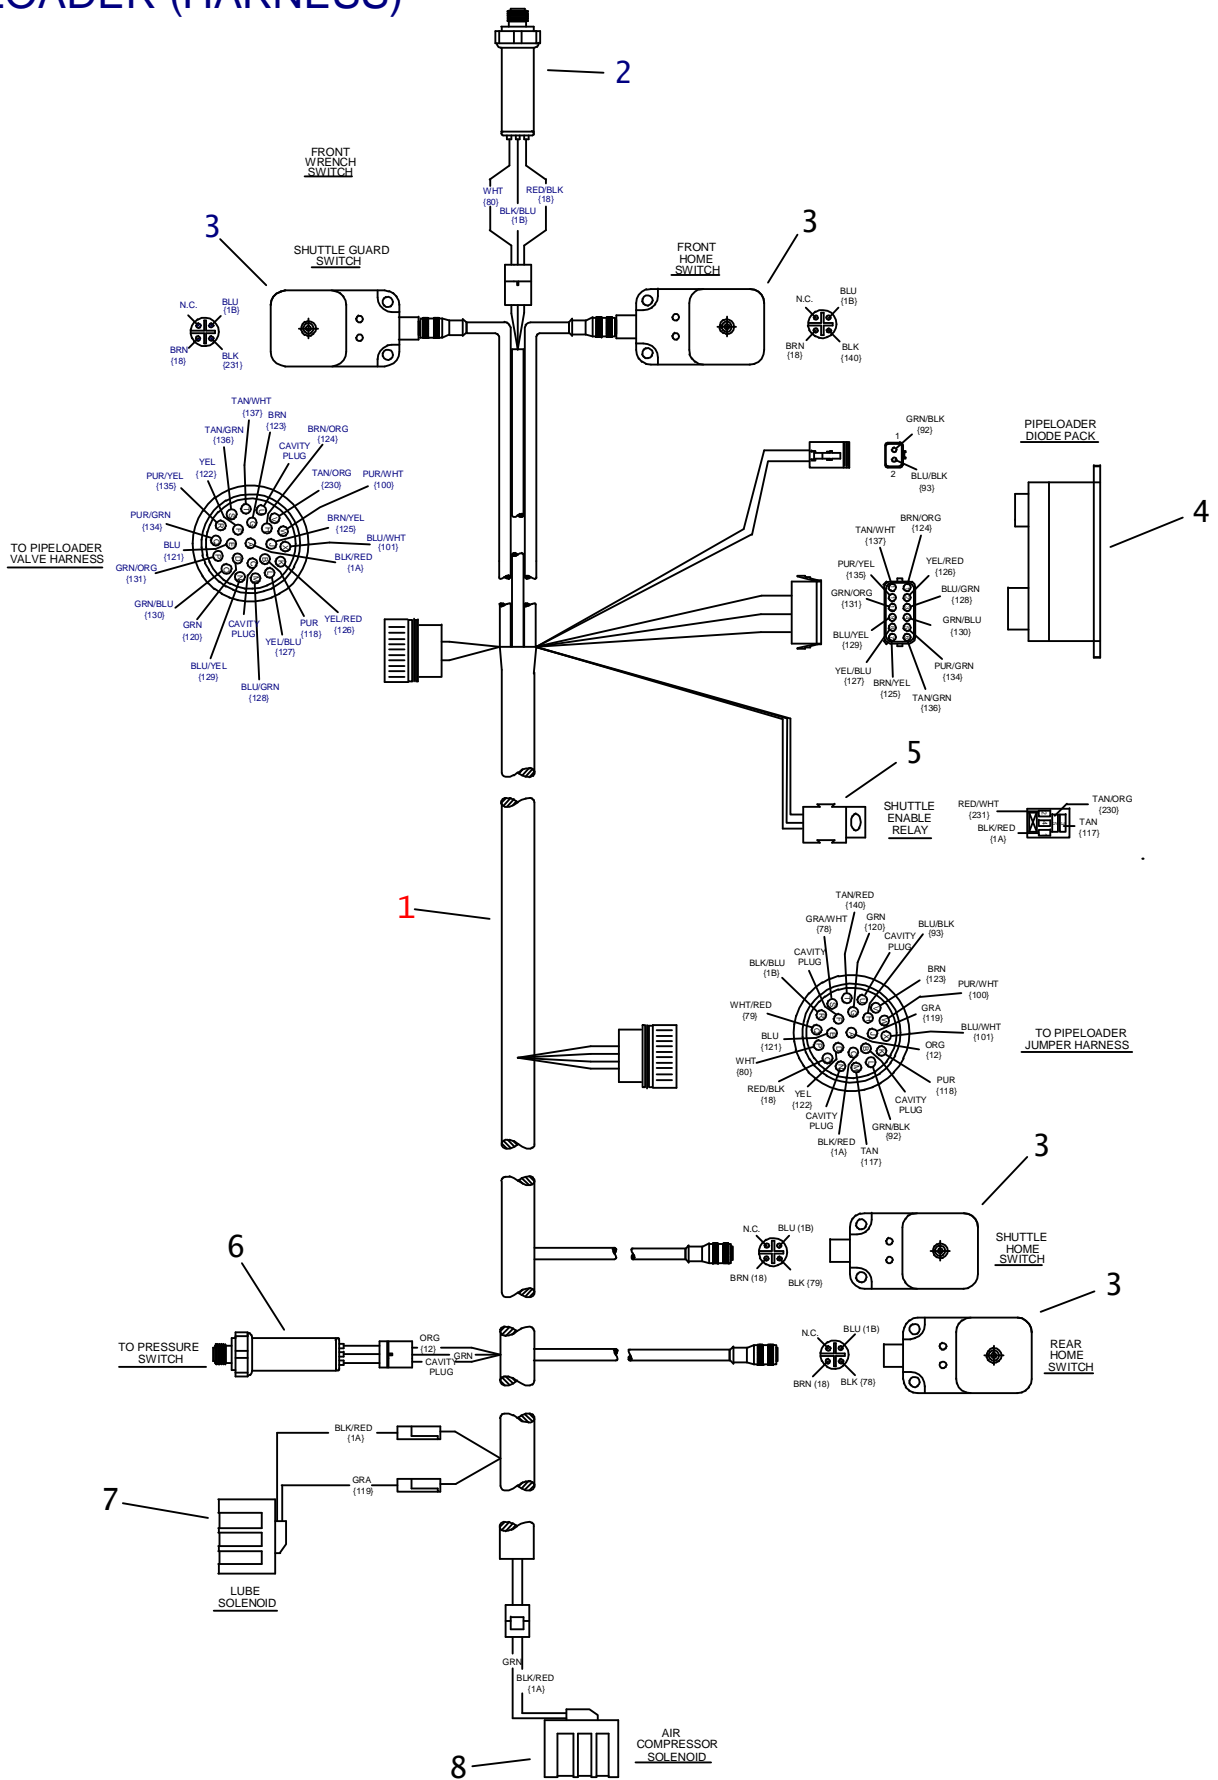 LOADER (HARNESS)
2
FRONT
WRENCH
SWITCH
WHT
{80}
RED/BLK
{18}
BLK/BLU
{1B}
3
SHUTTLE GUARD
SWITCH
FRONT
HOME
SWITCH
3
N.C.
BLU
{1B}
BRN
{18}
BLK
{231}
N.C.
BLU
{1B}
BRN
{18}
BLK
{140}
TAN/WHT
{137}
BRN
{123}
TAN/GRN
{136}
BRN/ORG
{124}
CAVITY
PLUG
YEL
{122}
TAN/ORG
{230}
PUR/WHT
{100}
PUR/YEL
{135}
PUR/GRN
{134}
BRN/YEL
{125}
BLU/WHT
{101}
BLU
{121}
BLK/RED
{1A}
TO PIPELOADER
VALVE HARNESS
GRN/ORG
{131}
GRN/BLU
{130}
GRN
{120}
CAVITY
PLUG
PUR
{118}
YEL/RED
{126}
YEL/BLU
{127}
BLU/YEL
{129}
BLU/GRN
{128}
GRN/BLK
{92}
1
2
BLU/BLK
{93}
PIPELOADER
DIODE PACK
4
BRN/ORG
{124}
TAN/WHT
{137}
PUR/YEL
{135}
YEL/RED
{126}
GRN/ORG
{131}
BLU/GRN
{128}
GRN/BLU
{130}
BLU/YEL
{129}
YEL/BLU
{127}
PUR/GRN
{134}
BRN/YEL
{125}
TAN/GRN
{136}
5
SHUTTLE
ENABLE
RELAY
RED/WHT
{231}
BLK/RED
{1A}
TAN/ORG
{230}
TAN
{117}
1
TAN/RED
{140}
GRA/WHT
{78}
GRN
{120}
BLU/BLK
{93}
CAVITY
PLUG
CAVITY
PLUG
BLK/BLU
{1B}
BRN
{123}
PUR/WHT
{100}
WHT/RED
{79}
GRA
{119}
BLU/WHT
{101}
BLU
{121}
ORG
{12}
TO PIPELOADER
JUMPER HARNESS
WHT
{80}
RED/BLK
{18}
YEL
{122}
PUR
{118}
CAVITY
PLUG
CAVITY
PLUG
GRN/BLK
{92}
BLK/RED
{1A}
TAN
{117}
3
N.C.
BLU {1B}
BRN {18}
BLK {79}
SHUTTLE
HOME
SWITCH
6
3
TO PRESSURE
SWITCH
ORG
{12}
GRN
CAVITY
PLUG
N.C.
BLU {1B}
BRN {18}
BLK {78}
REAR
HOME
SWITCH
BLK/RED
{1A}
GRA
{119}
7
LUBE
SOLENOID
GRN
BLK/RED
{1A}
8
AIR
COMPRESSOR
SOLENOID